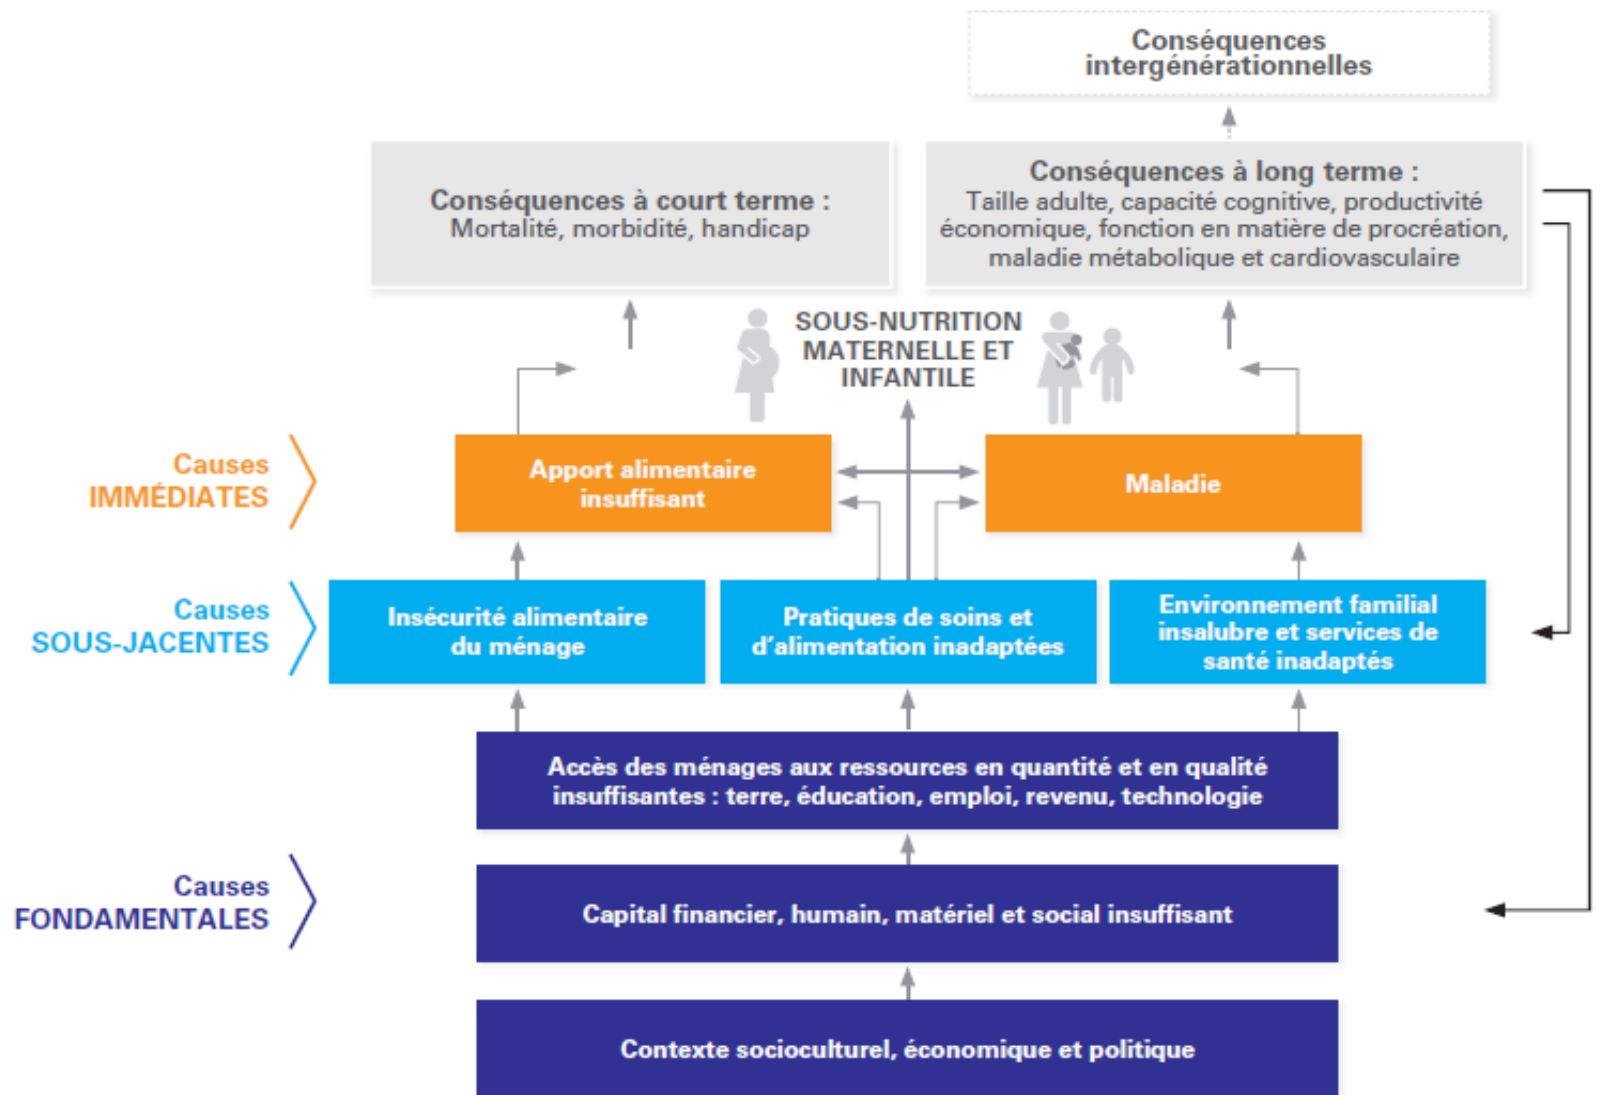 Conséquences
intergénérationnelles
Conséquences à court terme :
Mortalité, morbidité, handicap
Conséquences à long terme :
Taille adulte, capacité cognitive, productivité
économique, fonction en matière de procréation,
maladie métabolique et cardiovasculaire
SOUS-NUTRITION
MATERNELLE ET
INFANTILE
Causes
IMMÉDIATES
Apport alimentaire
insuffisant
Maladie
Causes
SOUS-JACENTES
Insécurité alimentaire
du ménage
Pratiques de soins et
d'alimentation inadaptées
Environnement familial
insalubre et services de
santé inadaptés
Accès des ménages aux ressources en quantité et en qualité
insuffisantes : terre, éducation, emploi, revenu, technologie
Causes
FONDAMENTALES
Capital financier, humain, matériel et social insuffisant
Contexte socioculturel, économique et politique